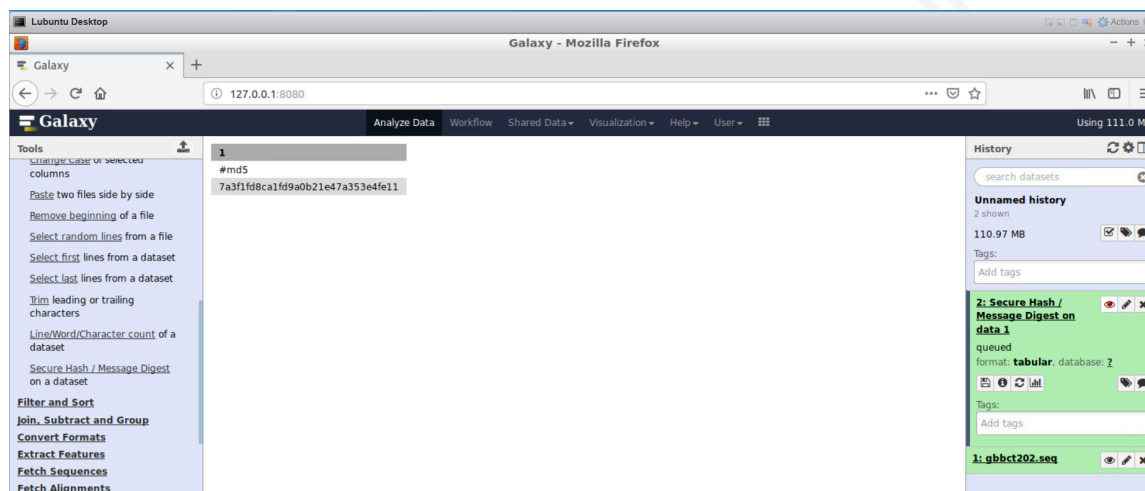 Lubuntu Desktop
Actions
Galaxy - Mozilla Firefox
Galaxy
127.0.0.1:8080
Galaxy
Analyze Data Workflow Shared Data Visualization Help User
Using 111.0 M
Tools
Change Case of selected
columns
Paste two files side by side
Remove beginning of a file
Select random lines from a file
Select first lines from a dataset
Select last lines from a dataset
Trim leading or trailing
characters
Line/Word/Character count of a
dataset
Secure Hash / Message Digest
on a dataset
Filter and Sort
Join, Subtract and Group
Convert Formats
Extract Features
Fetch Sequences
Fetch Alignments
1
#md5
7a3f1fd8ca1fd9a0b21e47a353e4fe11
History
search datasets
Unnamed history
2 shown
110.97 MB
Tags:
Add tags
2: Secure Hash /
Message Digest on
data 1
queued
format: tabular, database: ?
Tags:
Add tags
1: gbbct202.seq